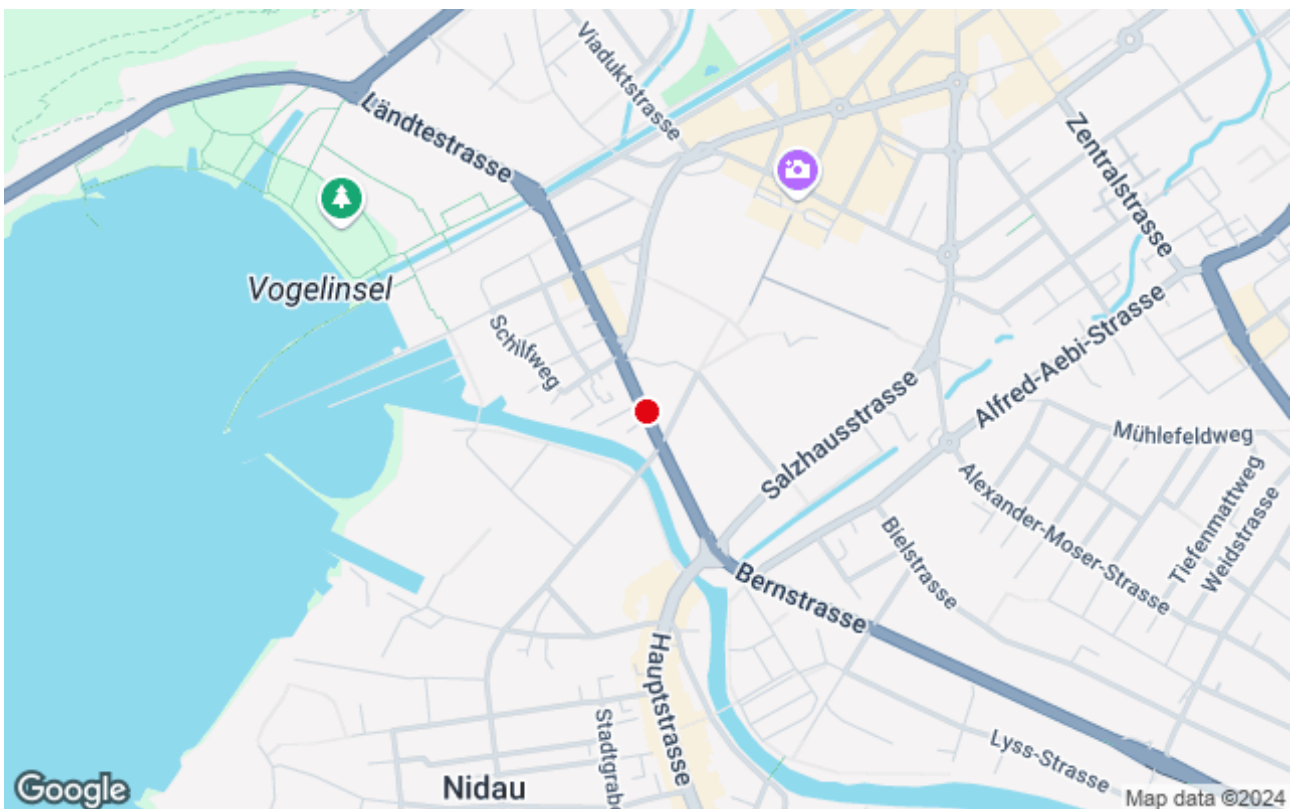 Viaduktstrasse
Ländtestrasse
Zentralstrasse
Vogelinsel
Schilfweg
Alfred-Aebi-Strasse
Salzhausstrasse
Mühlefeldweg
Alexander-Moser-Strasse
Tiefenmattweg
Weidstrasse
Bielstrasse
Bernstrasse
Hauptstrasse
Stadtgrabe
Lyss-Strasse
Nidau
Google
Map data ©2024